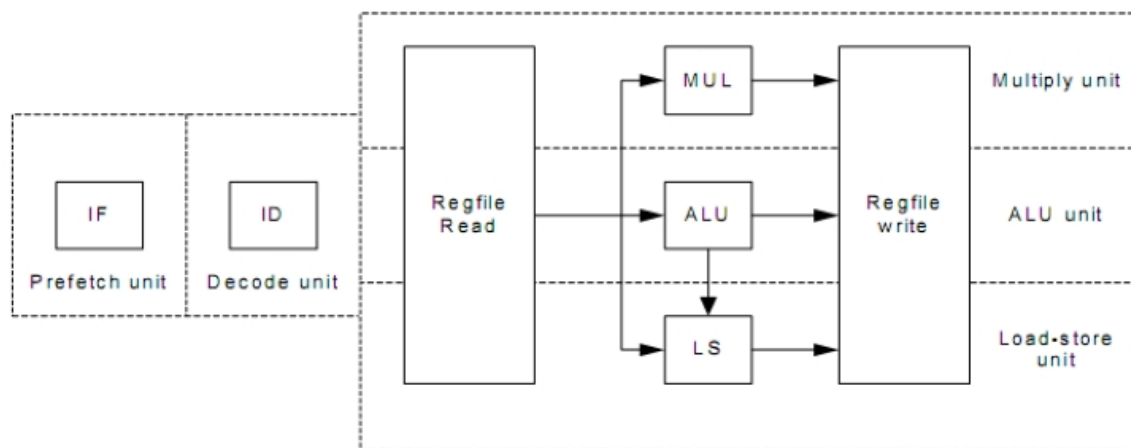 IF
Prefetch unit
ID
Decode unit
Regfile
Read
MUL
ALU
LS
Regfile
write
Multiply unit
ALU unit
Load-store
unit